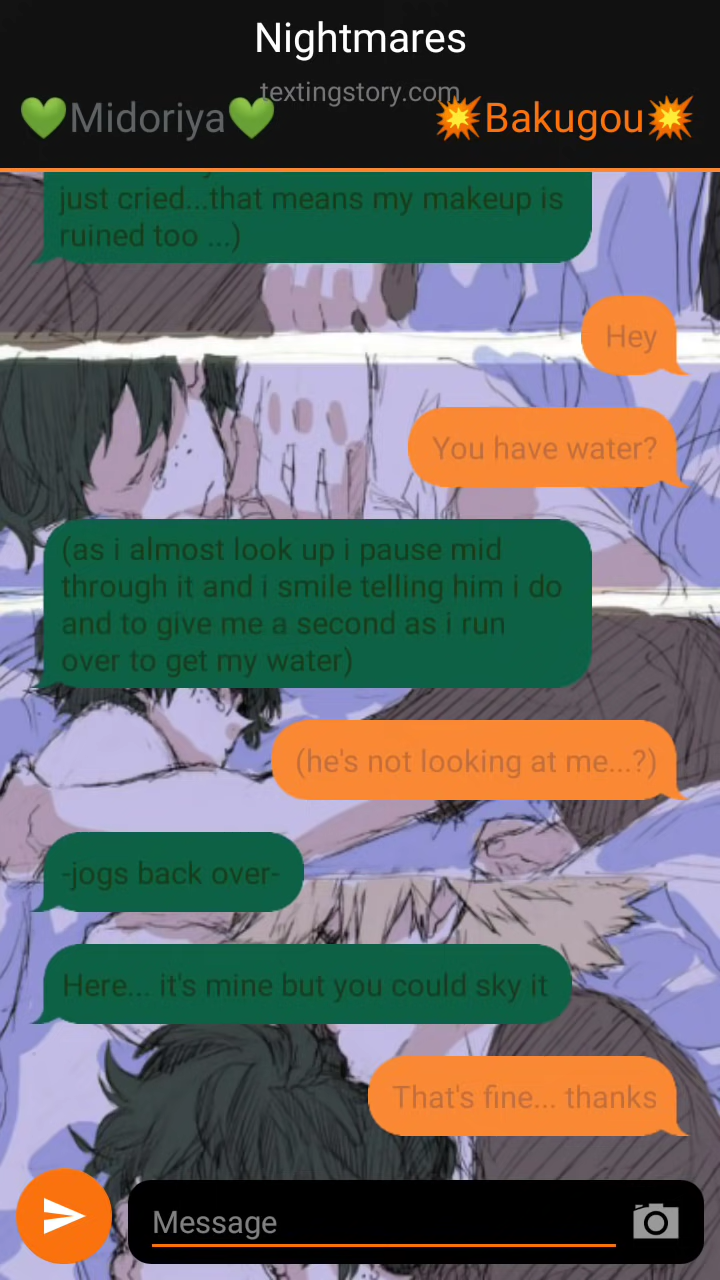 Nightmares
textingstory.com
💚Midoriya💚
💥Bakugou💥
just cried...that means my makeup is
ruined too ...)
Hey
You have water?
(as i almost look up i pause mid
through it and i smile telling him i do
and to give me a second as i run
over to get my water)
(he's not looking at me...?)
-jogs back over-
Here... it's mine but you could sky it
That's fine... thanks
Message